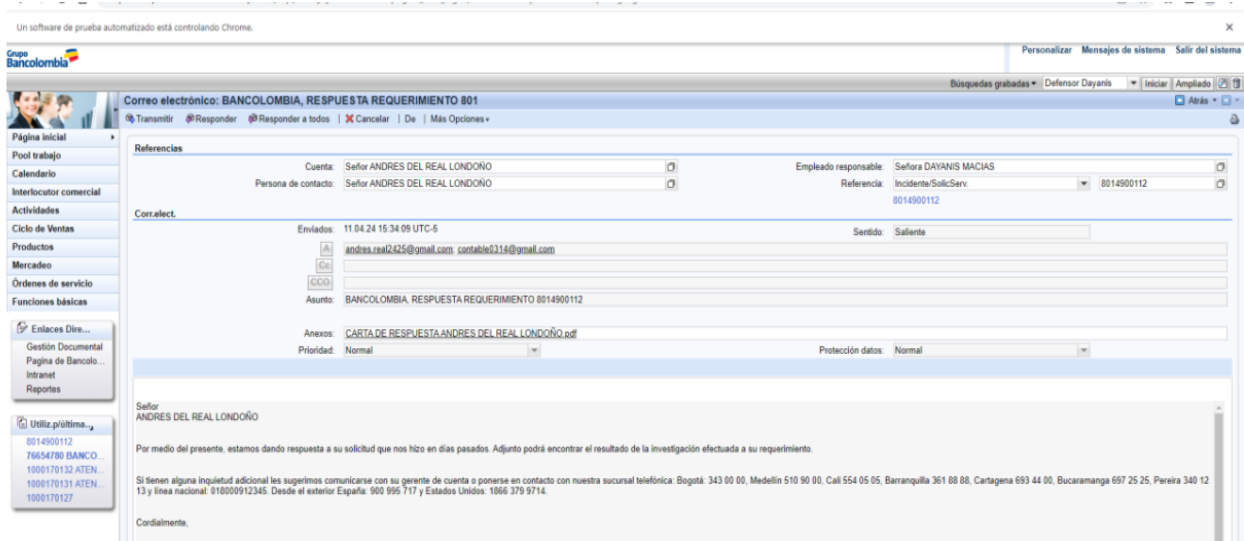 Un software de prueba automatizado está controlando Chrome.
Grupo
Bancolombia
Personalizar Mensajes de sistema Salir del sistema
Búsquedas grabadas Defensor Dayanis Iniciar Ampliado
Correo electrónico: BANCOLOMBIA, RESPUESTA REQUERIMIENTO 801
Atrás
Transmitir Responder Responder a todos | Cancelar | De | Más Opciones
Página inicial
Pool trabajo
Calendario
Interlocutor comercial
Actividades
Ciclo de Ventas
Productos
Mercadeo
Órdenes de servicio
Funciones básicas
Enlaces Dire...
Gestión Documental
Pagina de Bancolo...
Intranet
Reportes
Utiliz.p/última...
8014900112
76654780 BANCO...
1000170132 ATEN...
1000170131 ATEN...
1000170127
Referencias
Cuenta: Señor ANDRES DEL REAL LONDOÑO
Empleado responsable: Señora DAYANIS MACIAS
Persona de contacto: Señor ANDRES DEL REAL LONDOÑO
Referencia: Incidente/SolicServ. 8014900112
8014900112
Corr.elect.
Enviados: 11.04.24 15:34:09 UTC-5
Sentido: Saliente
A andres.real2425@gmail.com; contable0314@gmail.com
Cc
CCO
Asunto: BANCOLOMBIA, RESPUESTA REQUERIMIENTO 8014900112
Anexos: CARTA DE RESPUESTA ANDRES DEL REAL LONDOÑO.pdf
Prioridad: Normal
Protección datos: Normal
Señor
ANDRES DEL REAL LONDOÑO
Por medio del presente, estamos dando respuesta a su solicitud que nos hizo en días pasados. Adjunto podrá encontrar el resultado de la investigación efectuada a su requerimiento.
Si tienen alguna inquietud adicional les sugerimos comunicarse con su gerente de cuenta o ponerse en contacto con nuestra sucursal telefónica: Bogotá: 343 00 00, Medellín 510 90 00, Cali 554 05 05, Barranquilla 361 88 88, Cartagena 693 44 00, Bucaramanga 697 25 25, Pereira 340 12
13 y línea nacional: 018000912345. Desde el exterior España: 900 995 717 y Estados Unidos: 1866 379 9714.
Cordialmente,